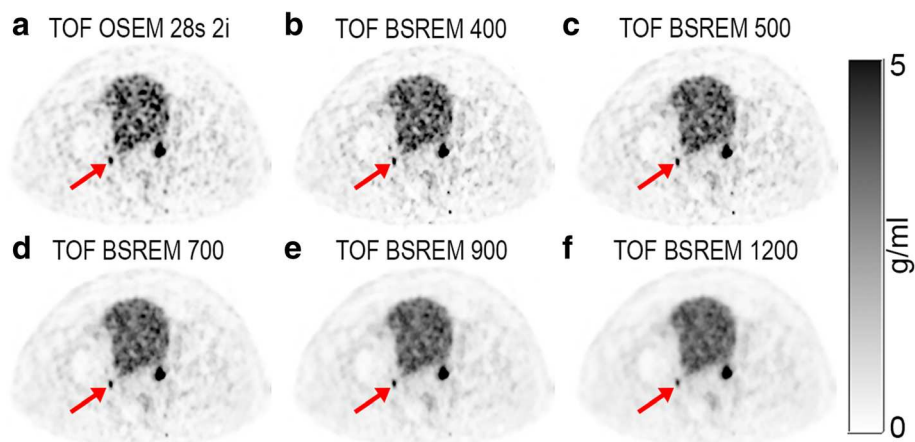 a TOF OSEM 28s 2i
b TOF BSREM 400
c TOF BSREM 500
d TOF BSREM 700
e TOF BSREM 900
f TOF BSREM 1200
5
g/ml
0